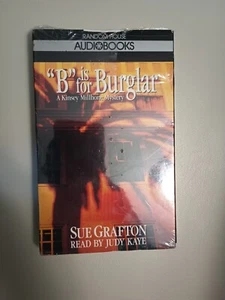 RANDOM HOUSE
AUDIOBOOKS
"B" is for Burglar
A Kinsey Millhone Mystery
SUE GRAFTON
READ BY JUDY KAYE